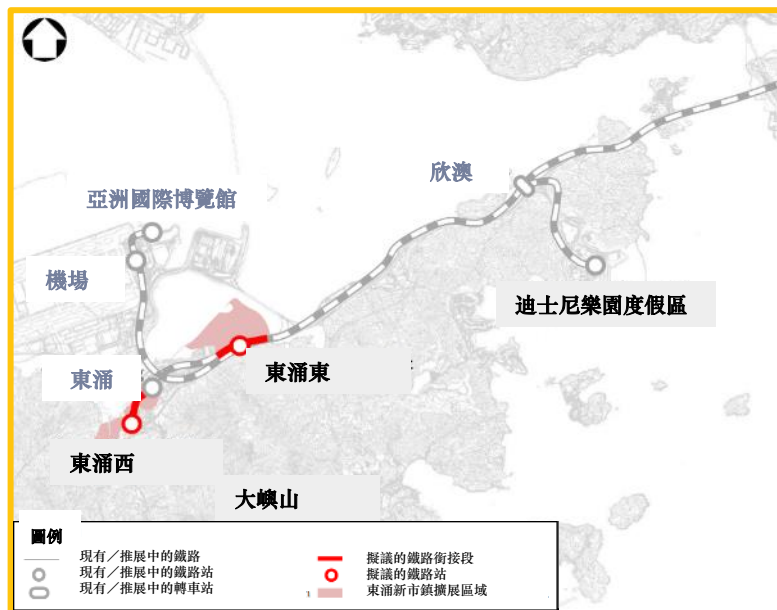 欣澳
亞洲國際博覽館
機場
迪士尼樂園度假區
東涌
東涌東
東涌西
大嶼山
圖例
現有／推展中的鐵路
現有／推展中的鐵路站
現有／推展中的轉車站
擬議的鐵路銜接段
擬議的鐵路站
東涌新市鎮擴展區域